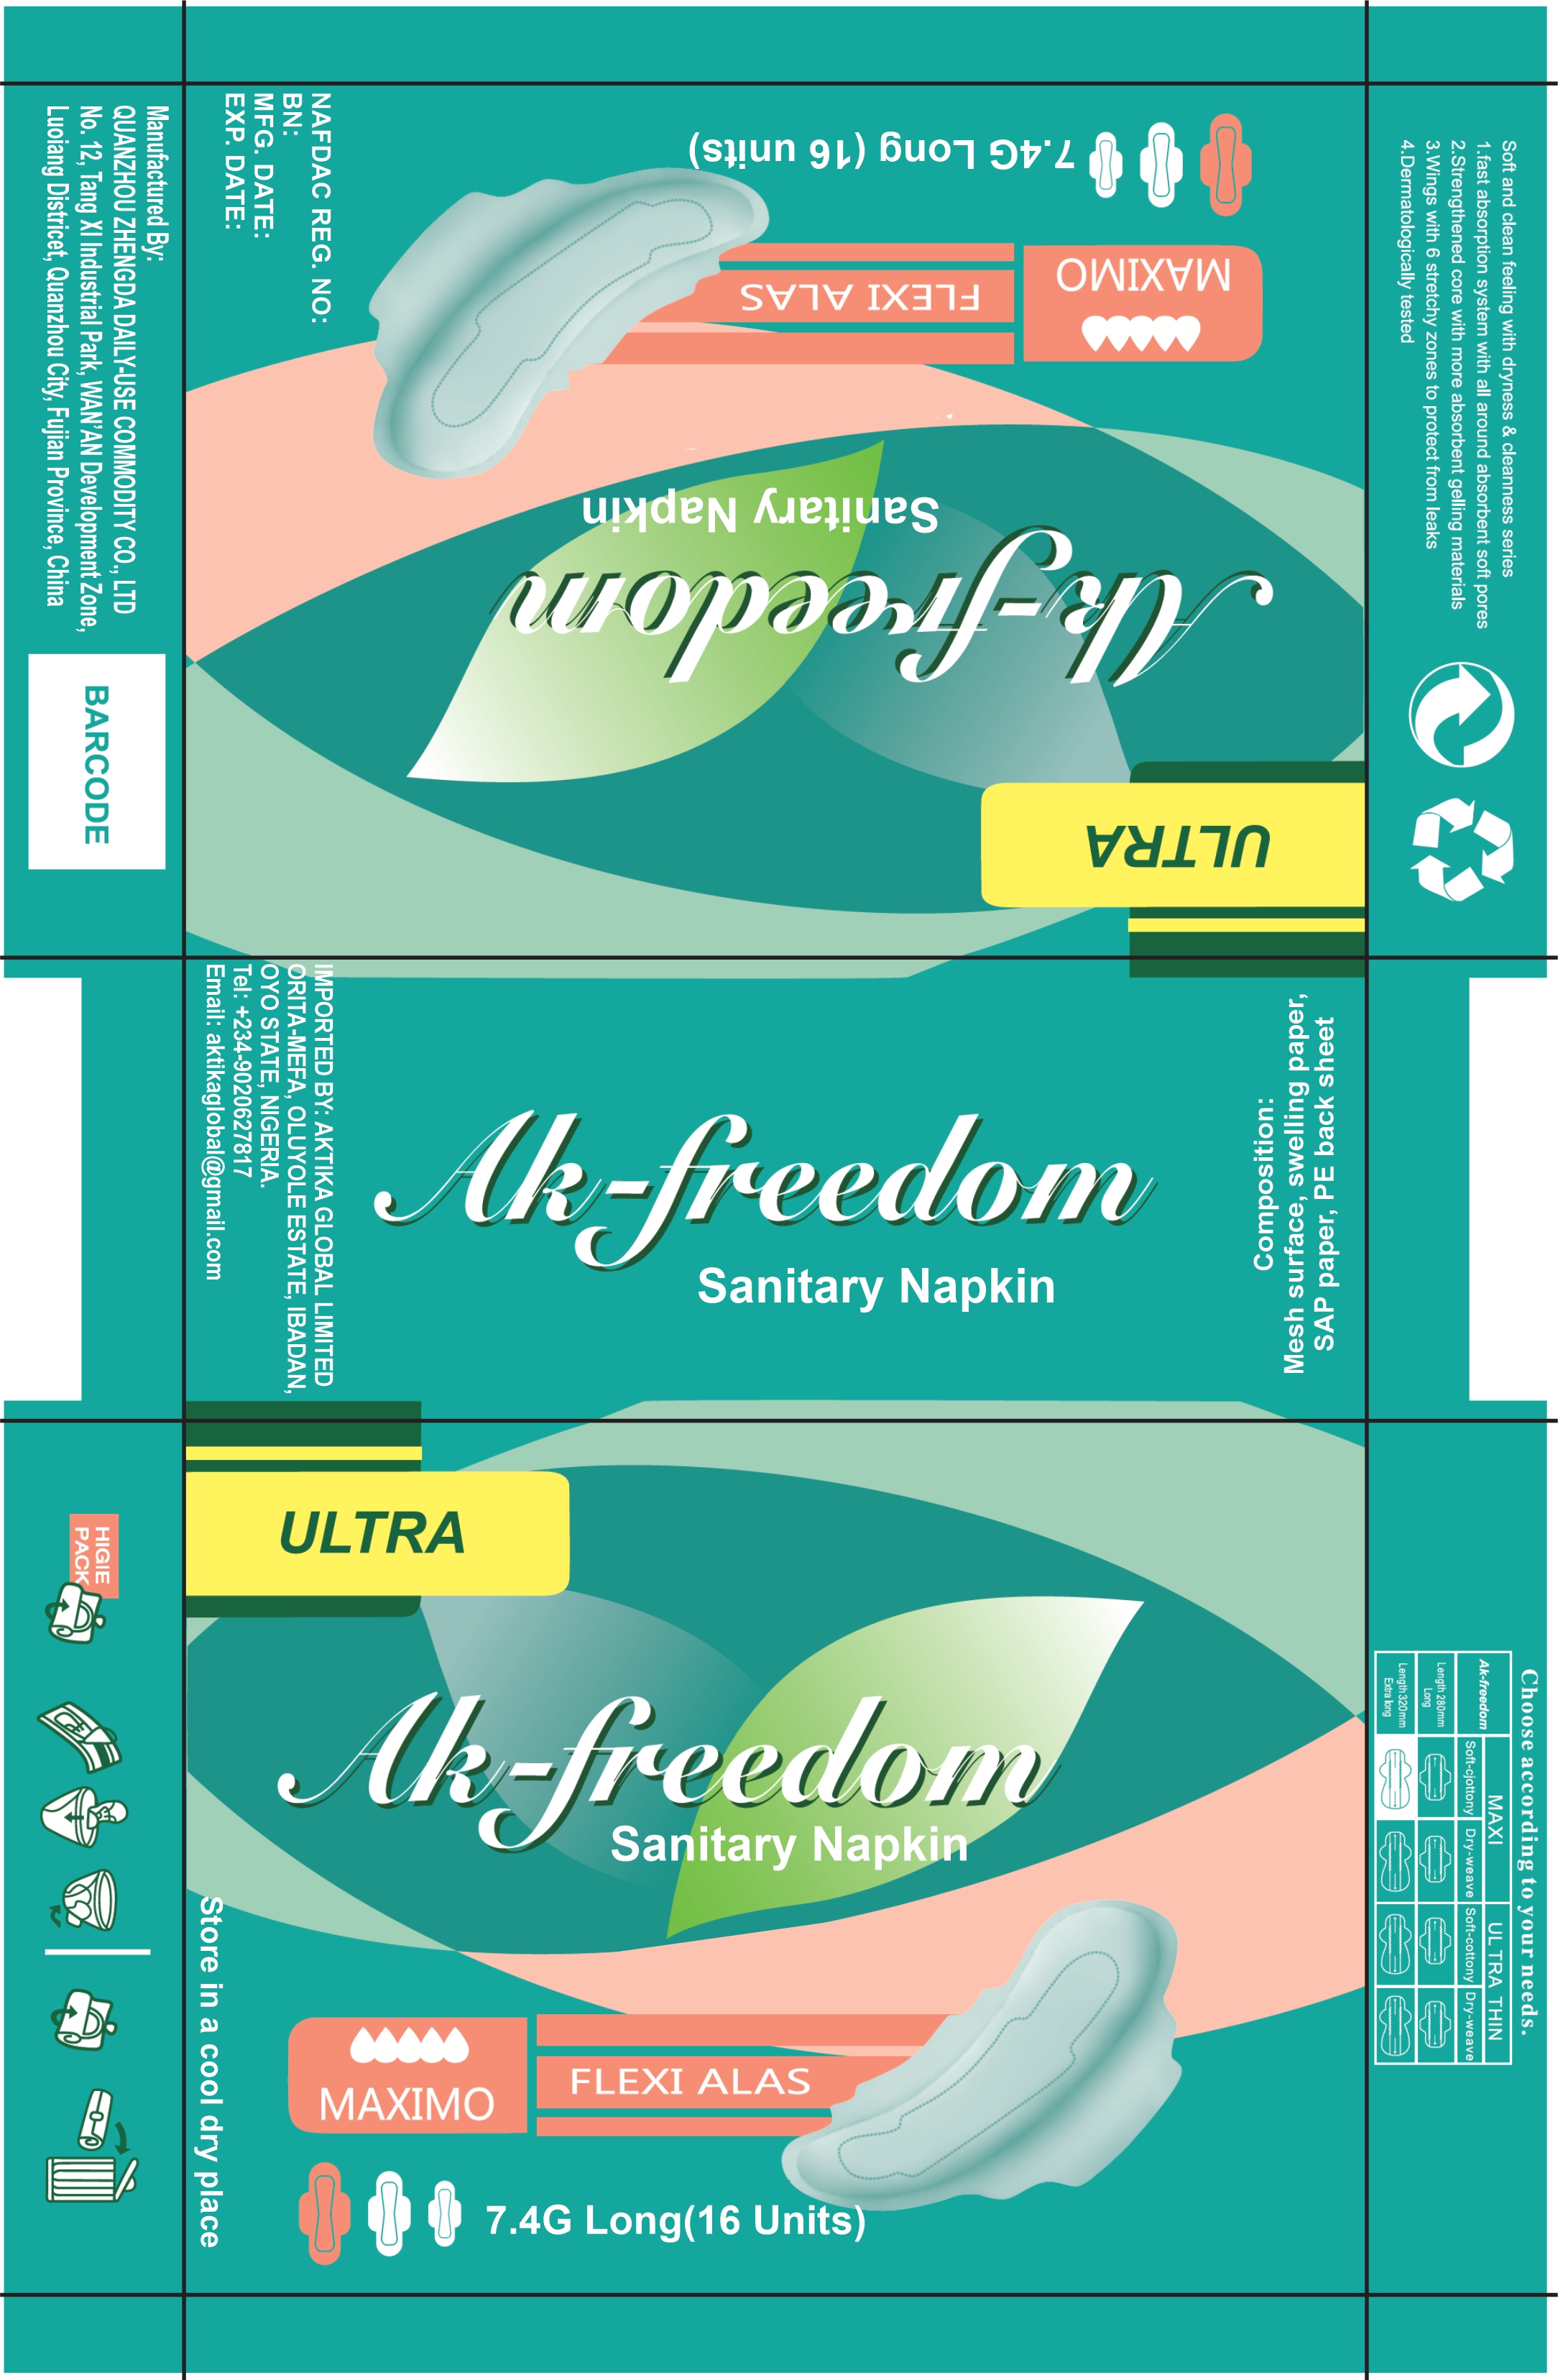 Manufactured By:
QUANZHOU ZHENGDA DAILY-USE COMMODITY CO., LTD
No. 12, Tang XI Industrial Park, WAN'AN Development Zone,
Luoiang Districet, Quanzhou City, Fujian Province, China
BARCODE
NAFDAC REG. NO:
BN:
MFG. DATE:
EXP. DATE:
7.4G Long (16 units)
MAXIMO
FLEXI ALAS
Sanitary Napkin
Ak-freedom
ULTRA
Soft and clean feeling with dryness & cleanness series
1.fast absorption system with all around absorbent soft pores
2.Strengthened core with more absorbent gelling materials
3.Wings with 6 stretchy zones to protect from leaks
4.Dermatologically tested
IMPORTED BY: AKTIKA GLOBAL LIMITED
ORITA-MEFA, OLUYOLE ESTATE, IBADAN,
OYO STATE, NIGERIA.
Tel: +234-9020627817
Email: aktikaglobal@gmail.com
Ak-freedom
Sanitary Napkin
Composition:
Mesh surface, swelling paper,
SAP paper, PE back sheet
HIGIE
PACK
ULTRA
Ak-freedom
Sanitary Napkin
Store in a cool dry place
MAXIMO
FLEXI ALAS
7.4G Long(16 Units)
Choose according to your needs.
Ak-freedom
MAXI
ULTRA THIN
Soft-cjottony
Dry-weave
Soft-cottony
Dry-weave
Length 280mm
Long
Length 320mm
Extra long